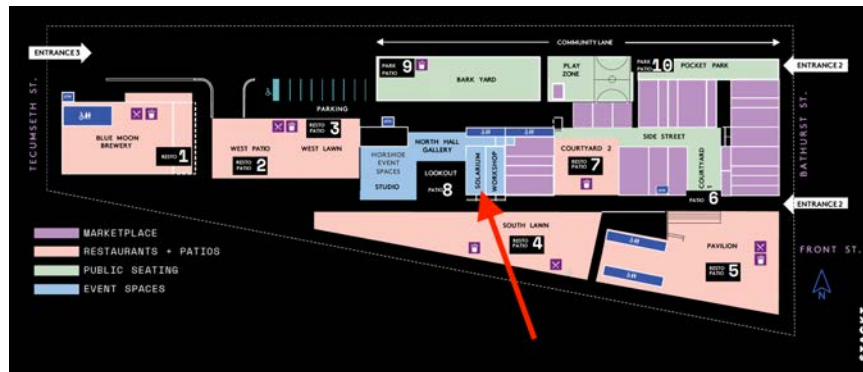 COMMUNITY LANE
ENTRANCE 3
PARK
PATIO
9
BARK YARD
PLAY
ZONE
PARK
PATIO
10
POCKET PARK
ENTRANCE 2
TECUMSETH ST.
BATHURST ST.
PARKING
BLUE MOON
BREWERY
RESTO
1
RESTO
PATIO
3
WEST PATIO
WEST LAWN
RESTO
PATIO
2
NORTH HALL
GALLERY
HORSHOE
EVENT
SPACES
STUDIO
LOOKOUT
PATIO
8
SOLARIUM
WORKSHOP
COURTYARD 2
RESTO
PATIO
7
SIDE STREET
COURTYARD
1
PATIO
6
ENTRANCE 2
SOUTH LAWN
RESTO
PATIO
4
PAVILION
RESTO
PATIO
5
FRONT ST.
N
MARKETPLACE
RESTAURANTS + PATIOS
PUBLIC SEATING
EVENT SPACES